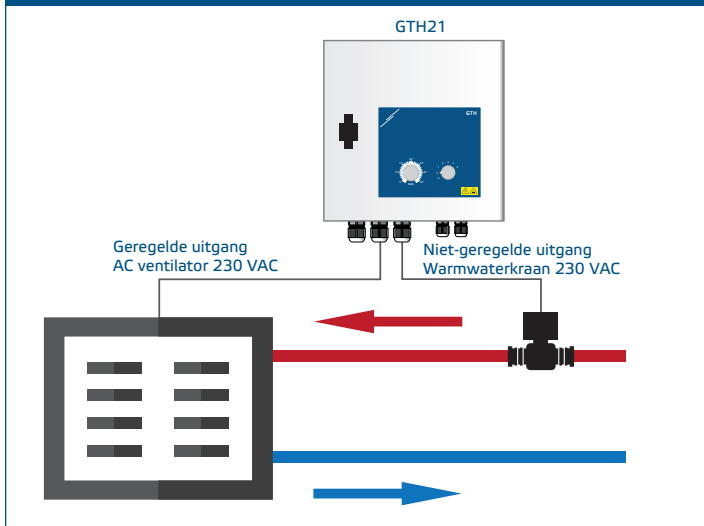 GTH21
GTH
Geregelde uitgang
AC ventilator 230 VAC
Niet-geregelde uitgang
Warmwaterkraan 230 VAC